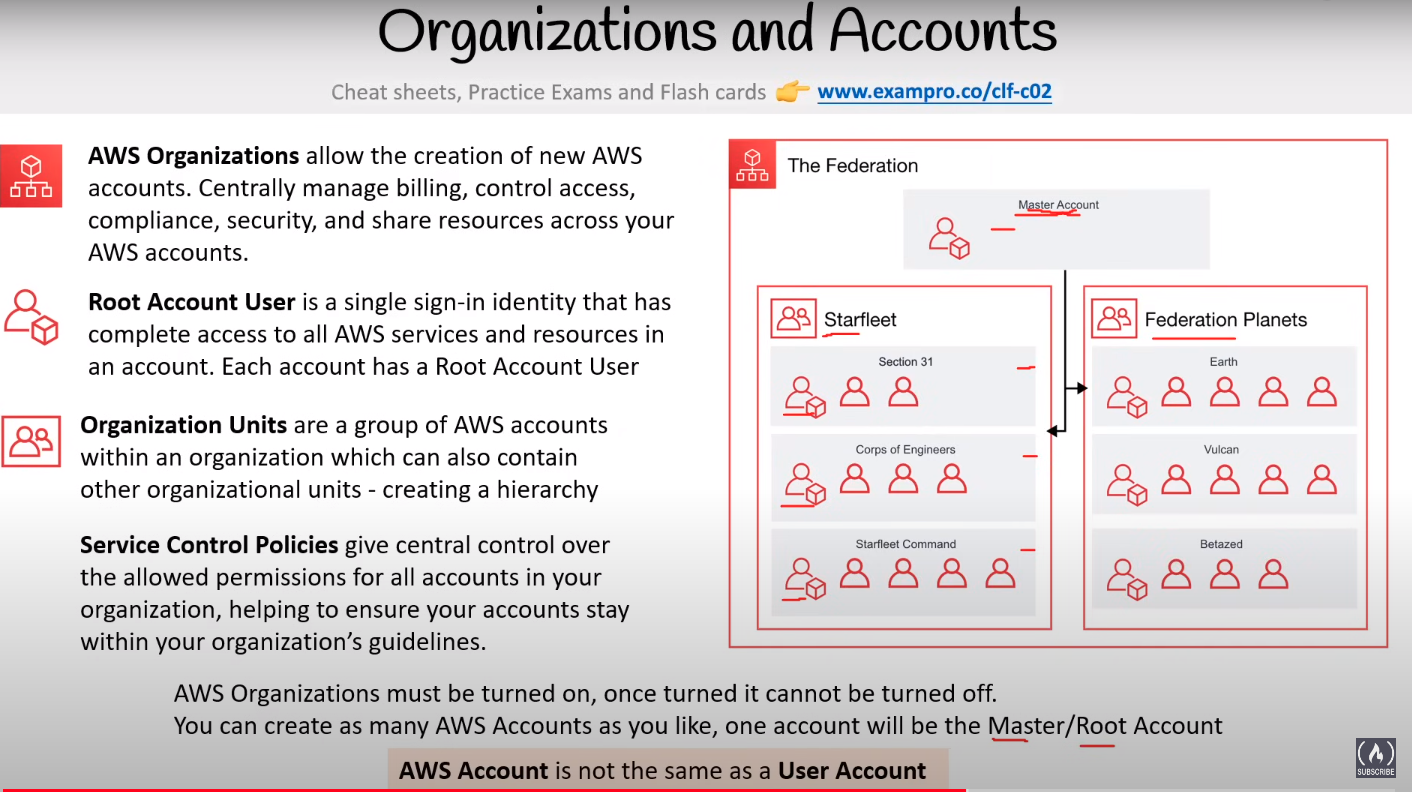 Organizations and Accounts
Cheat sheets, Practice Exams and Flash cards 👉 www.exampro.co/clf-c02
AWS Organizations allow the creation of new AWS
accounts. Centrally manage billing, control access,
compliance, security, and share resources across your
AWS accounts.
Root Account User is a single sign-in identity that has
complete access to all AWS services and resources in
an account. Each account has a Root Account User
Organization Units are a group of AWS accounts
within an organization which can also contain
other organizational units - creating a hierarchy
Service Control Policies give central control over
the allowed permissions for all accounts in your
organization, helping to ensure your accounts stay
within your organization's guidelines.
The Federation
Master Account
Starfleet
Section 31
Corps of Engineers
Starfleet Command
Federation Planets
Earth
Vulcan
Betazed
AWS Organizations must be turned on, once turned it cannot be turned off.
You can create as many AWS Accounts as you like, one account will be the Master/Root Account
AWS Account is not the same as a User Account
SUBSCRIBE